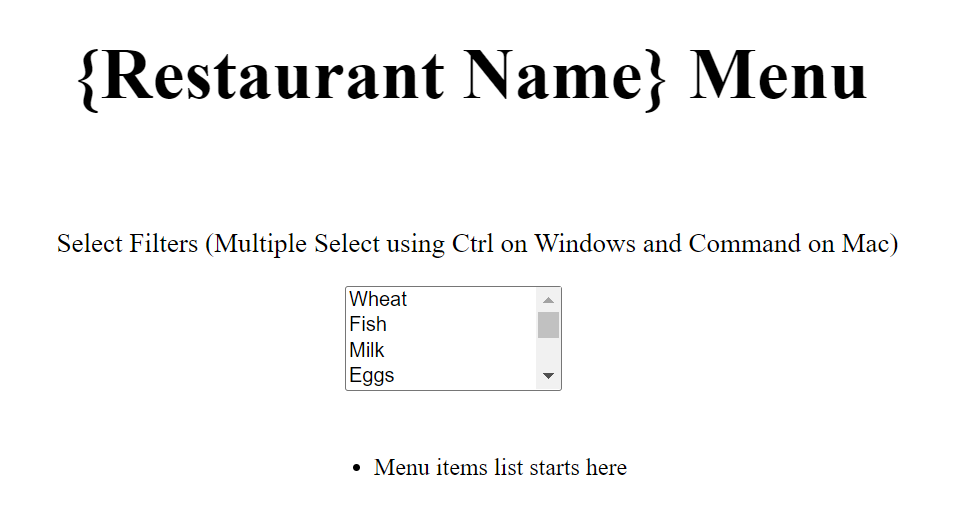 {Restaurant Name} Menu
Select Filters (Multiple Select using Ctrl on Windows and Command on Mac)
Wheat
Fish
Milk
Eggs
Menu items list starts here